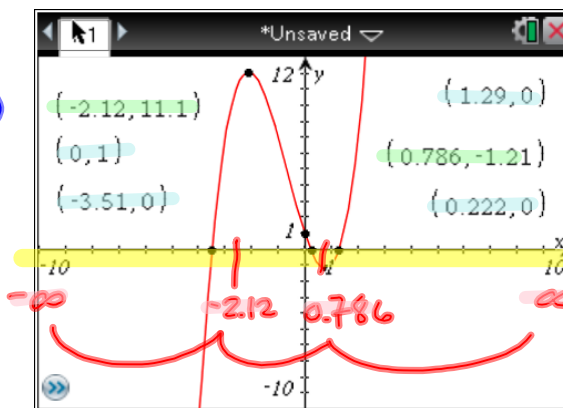 1 *Unsaved
12 y
(-2.12,11.1) (1.29,0)
(0,1) (0.786,-1.21)
(-3.51,0) (0.222,0)
1
x
-10 1 10
-∞ -2.12 0.786 ∞
-10